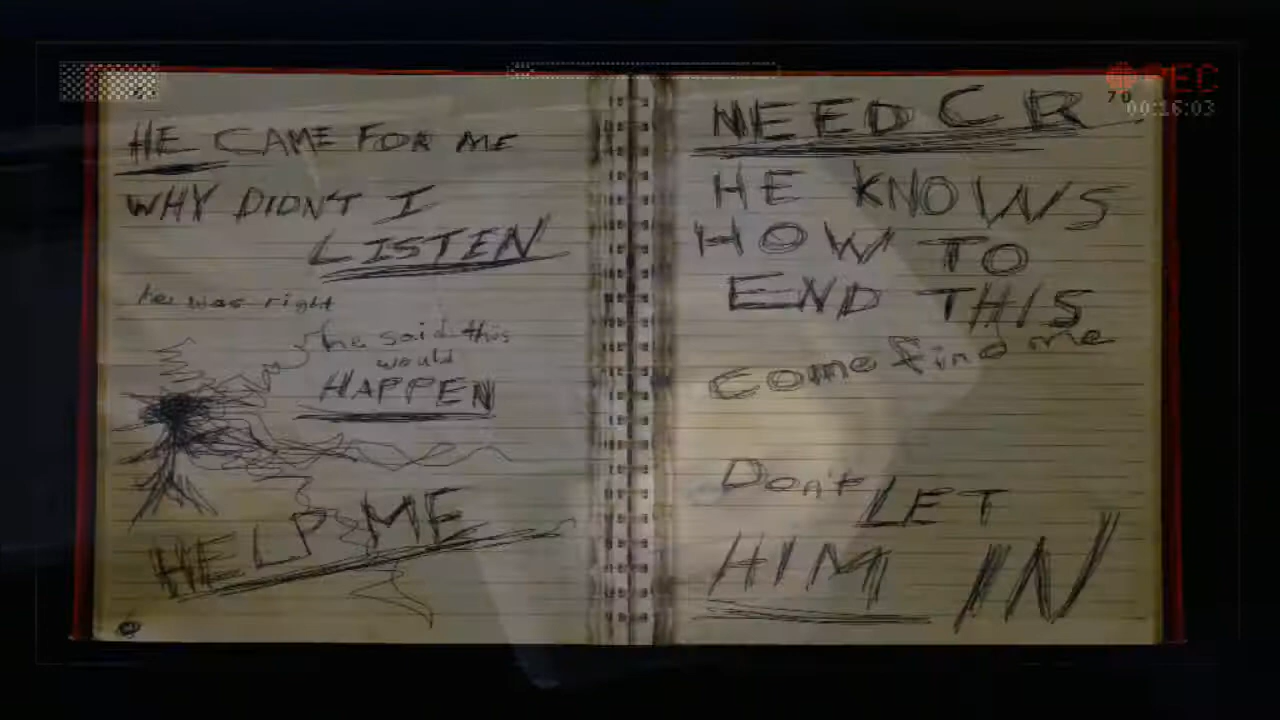 HE CAME FOR ME
WHY DIDN'T I
LISTEN
he was right
he said this
would
HAPPEN
HELP ME
NEED CR
HE KNOWS
HOW TO
END THIS
come find me
Don't LET
HIM IN
REC
70
00:16:03